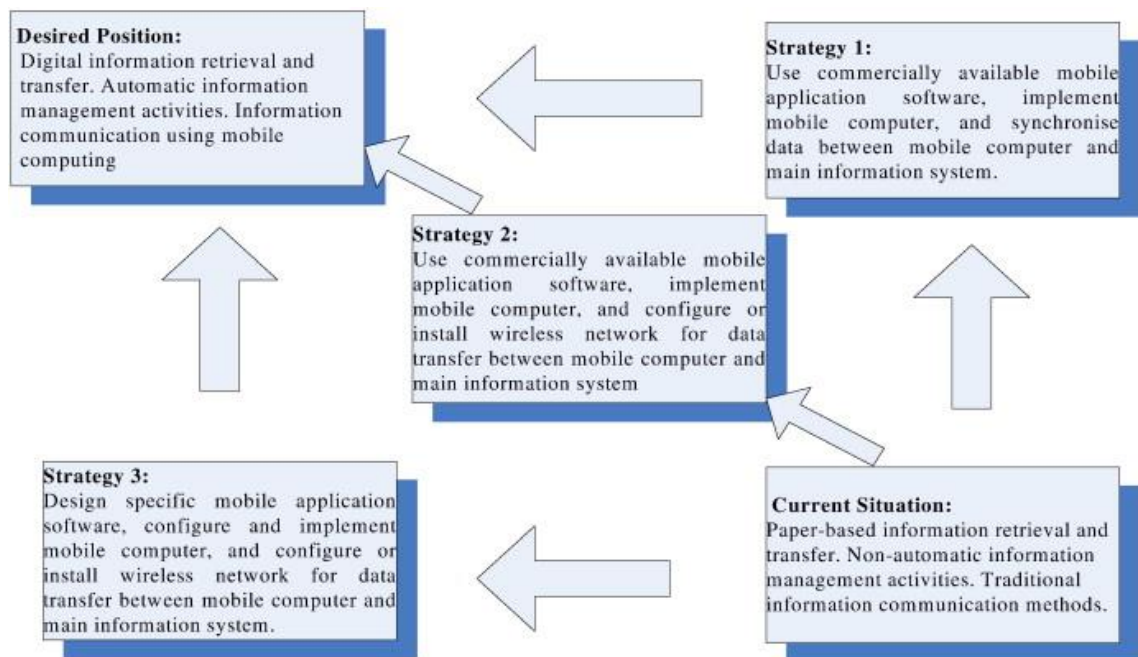 Desired Position:
Digital information retrieval and
transfer. Automatic information
management activities. Information
communication using mobile
computing
Strategy 1:
Use commercially available mobile
application software, implement
mobile computer, and synchronise
data between mobile computer and
main information system.
Strategy 2:
Use commercially available mobile
application software, implement
mobile computer, and configure or
install wireless network for data
transfer between mobile computer and
main information system
Strategy 3:
Design specific mobile application
software, configure and implement
mobile computer, and configure or
install wireless network for data
transfer between mobile computer and
main information system.
Current Situation:
Paper-based information retrieval and
transfer. Non-automatic information
management activities. Traditional
information communication methods.